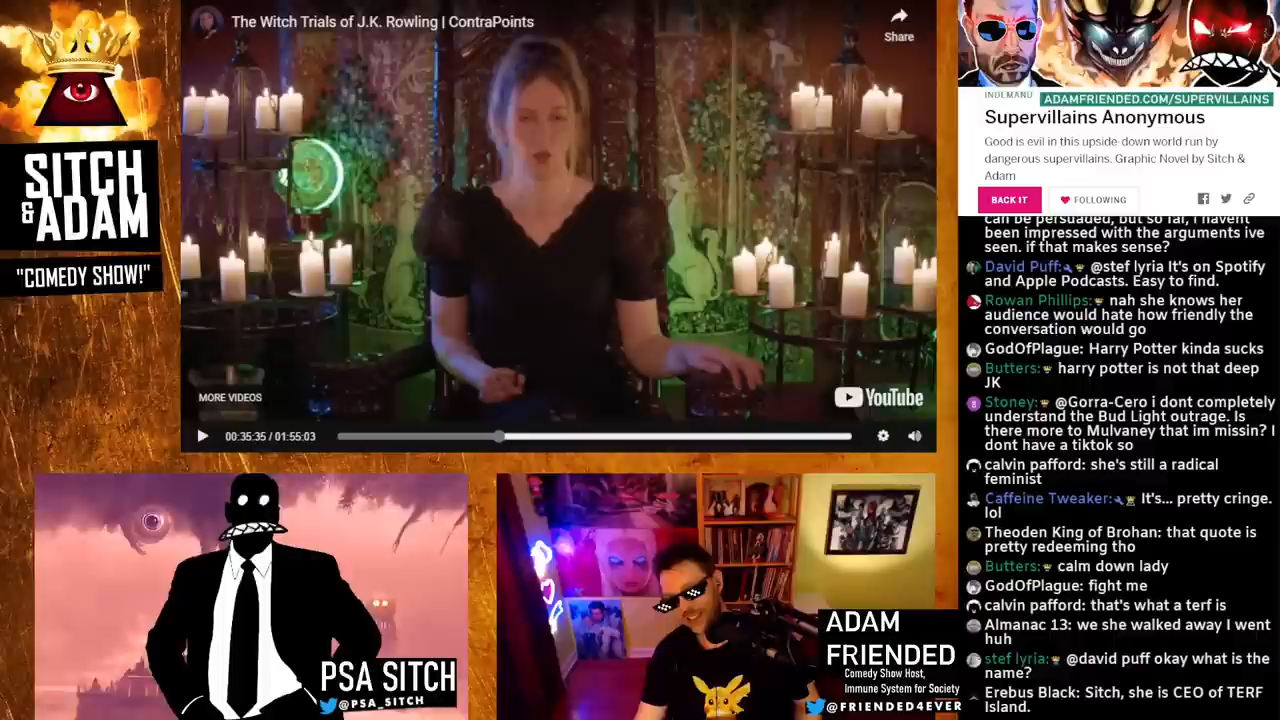 The Witch Trials of J.K. Rowling | ContraPoints
Share
MORE VIDEOS
YouTube
00:35:35 / 01:55:03
SITCH
& ADAM
"COMEDY SHOW!"
PSA SITCH
@PSA_SITCH
ADAM
FRIENDED
Comedy Show Host,
Immune System for Society
@FRIENDED4EVER
INDEMAND
ADAMFRIENDED.COM/SUPERVILLAINS
Supervillains Anonymous
Good is evil in this upside-down world run by
dangerous supervillains. Graphic Novel by Sitch &
Adam
BACK IT
FOLLOWING
can be persuaded, but so far, i havent
been impressed with the arguments ive
seen. if that makes sense?
David Puff: @stef lyria It's on Spotify
and Apple Podcasts. Easy to find.
Rowan Phillips: nah she knows her
audience would hate how friendly the
conversation would go
GodOfPlague: Harry Potter kinda sucks
Butters: harry potter is not that deep
JK
Stoney: @Gorra-Cero i dont completely
understand the Bud Light outrage. Is
there more to Mulvaney that im missin? I
dont have a tiktok so
calvin pafford: she's still a radical
feminist
Caffeine Tweaker: It's... pretty cringe.
lol
Theoden King of Brohan: that quote is
pretty redeeming tho
Butters: calm down lady
GodOfPlague: fight me
calvin pafford: that's what a terf is
Almanac 13: we she walked away I went
huh
stef lyria: @david puff okay what is the
name?
Erebus Black: Sitch, she is CEO of TERF
Island.